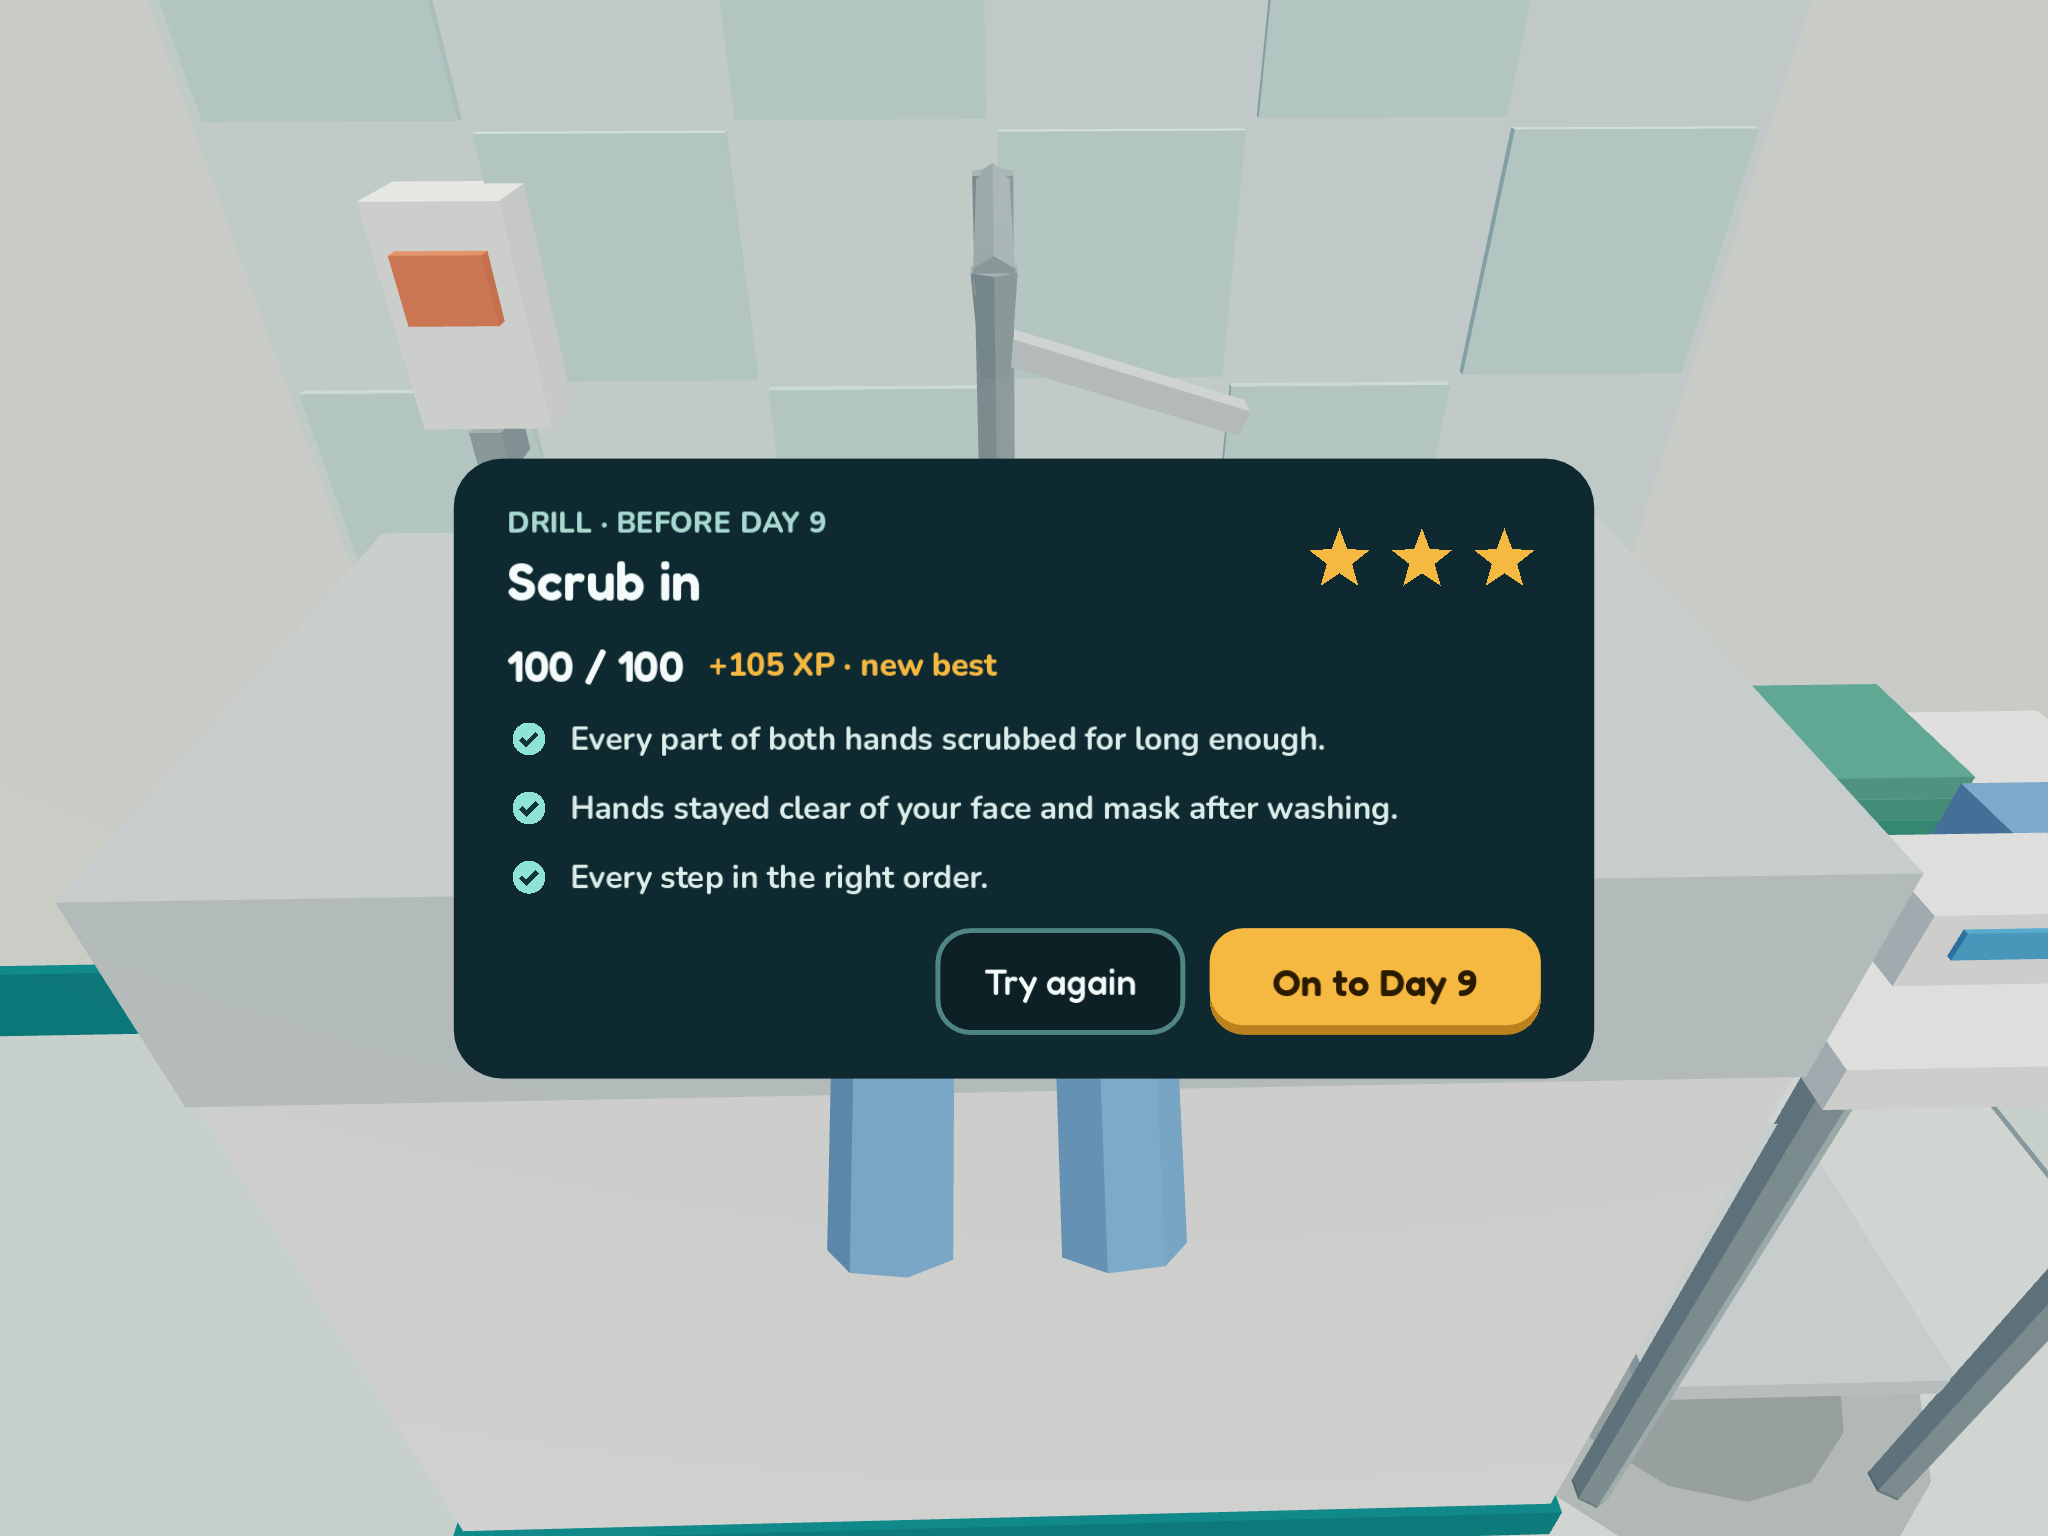 DRILL · BEFORE DAY 9
Scrub in
100 / 100 +105 XP · new best
Every part of both hands scrubbed for long enough.
Hands stayed clear of your face and mask after washing.
Every step in the right order.
Try again
On to Day 9